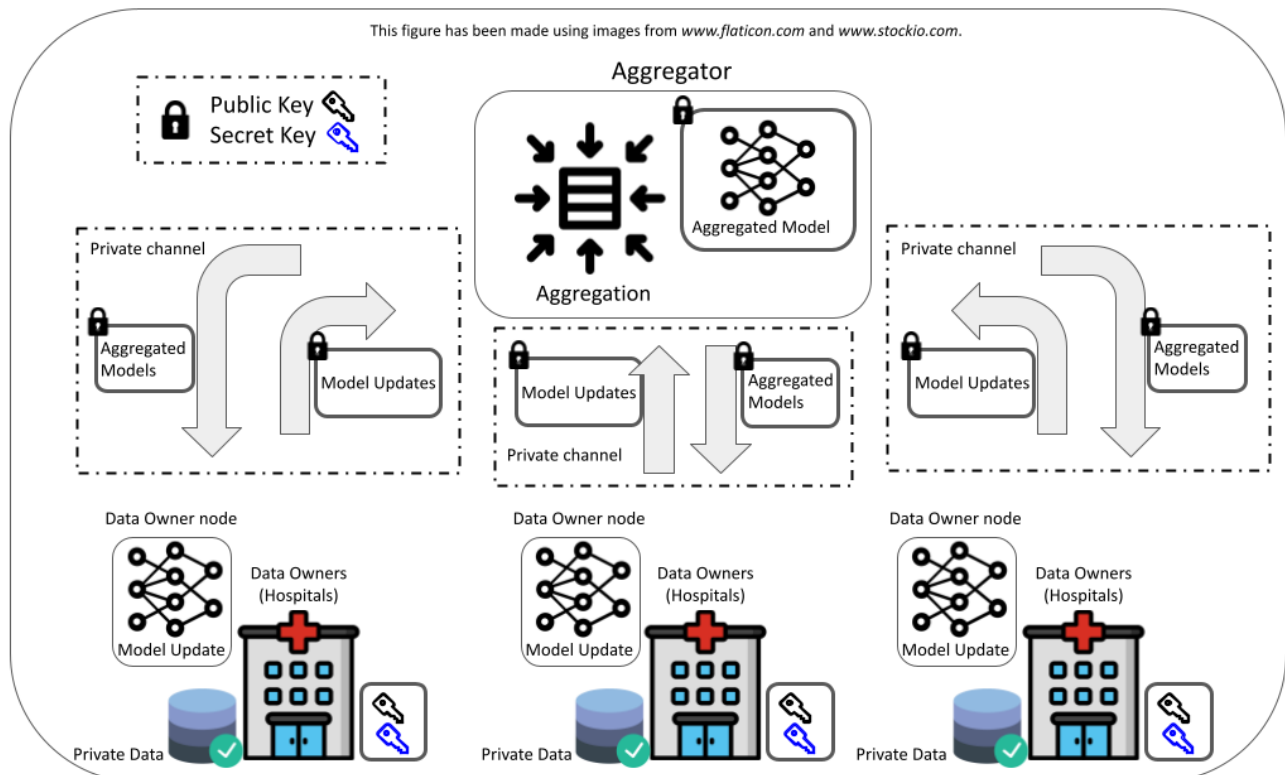 This figure has been made using images from www.flaticon.com and www.stockio.com.
Aggregator
Public Key
Secret Key
Aggregated Model
Aggregation
Private channel
Aggregated
Models
Model Updates
Model Updates
Aggregated
Models
Private channel
Private channel
Model Updates
Aggregated
Models
Data Owner node
Data Owners
(Hospitals)
Model Update
Private Data
Data Owner node
Data Owners
(Hospitals)
Model Update
Private Data
Data Owner node
Data Owners
(Hospitals)
Model Update
Private Data